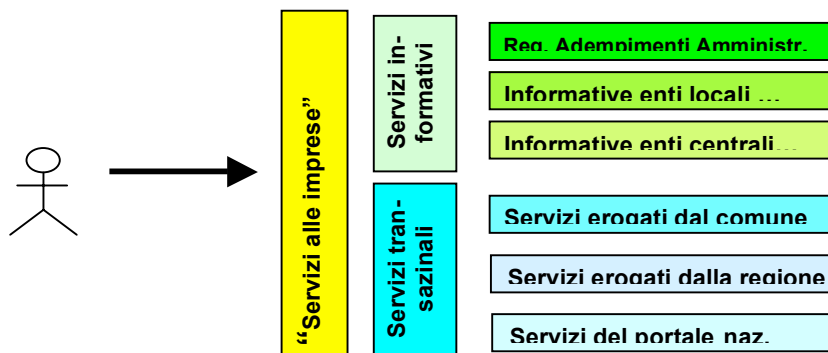 “Servizi alle imprese”
Servizi in-
formativi
Reg. Adempimenti Amministr.
Informative enti locali …
Informative enti centrali…
Servizi tran-
sazinali
Servizi erogati dal comune
Servizi erogati dalla regione
Servizi del portale naz.